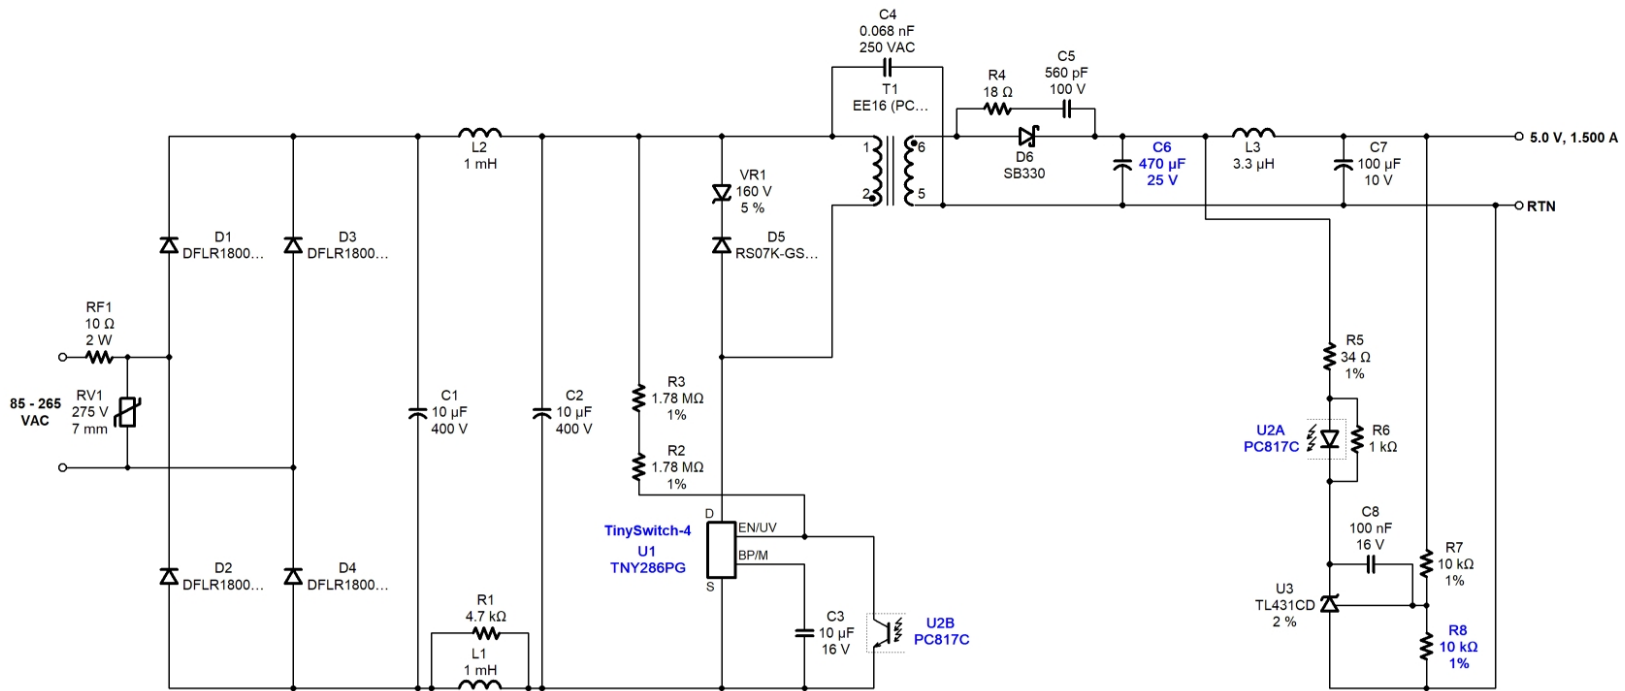 C4
0.068 nF
250 VAC
T1
EE16 (PC...
R4
18 Ω
C5
560 pF
100 V
1
2
6
5
D6
SB330
L2
1 mH
C6
470 µF
25 V
L3
3.3 µH
C7
100 µF
10 V
5.0 V, 1.500 A
RTN
VR1
160 V
5 %
D1
DFLR1800...
D3
DFLR1800...
D5
RS07K-GS...
RF1
10 Ω
2 W
85 - 265
VAC
RV1
275 V
7 mm
C1
10 µF
400 V
C2
10 µF
400 V
R3
1.78 MΩ
1%
R2
1.78 MΩ
1%
R5
34 Ω
1%
U2A
PC817C
R6
1 kΩ
D
EN/UV
BP/M
S
TinySwitch-4
U1
TNY286PG
C8
100 nF
16 V
R7
10 kΩ
1%
D2
DFLR1800...
D4
DFLR1800...
U3
TL431CD
2 %
R1
4.7 kΩ
L1
1 mH
C3
10 µF
16 V
U2B
PC817C
R8
10 kΩ
1%